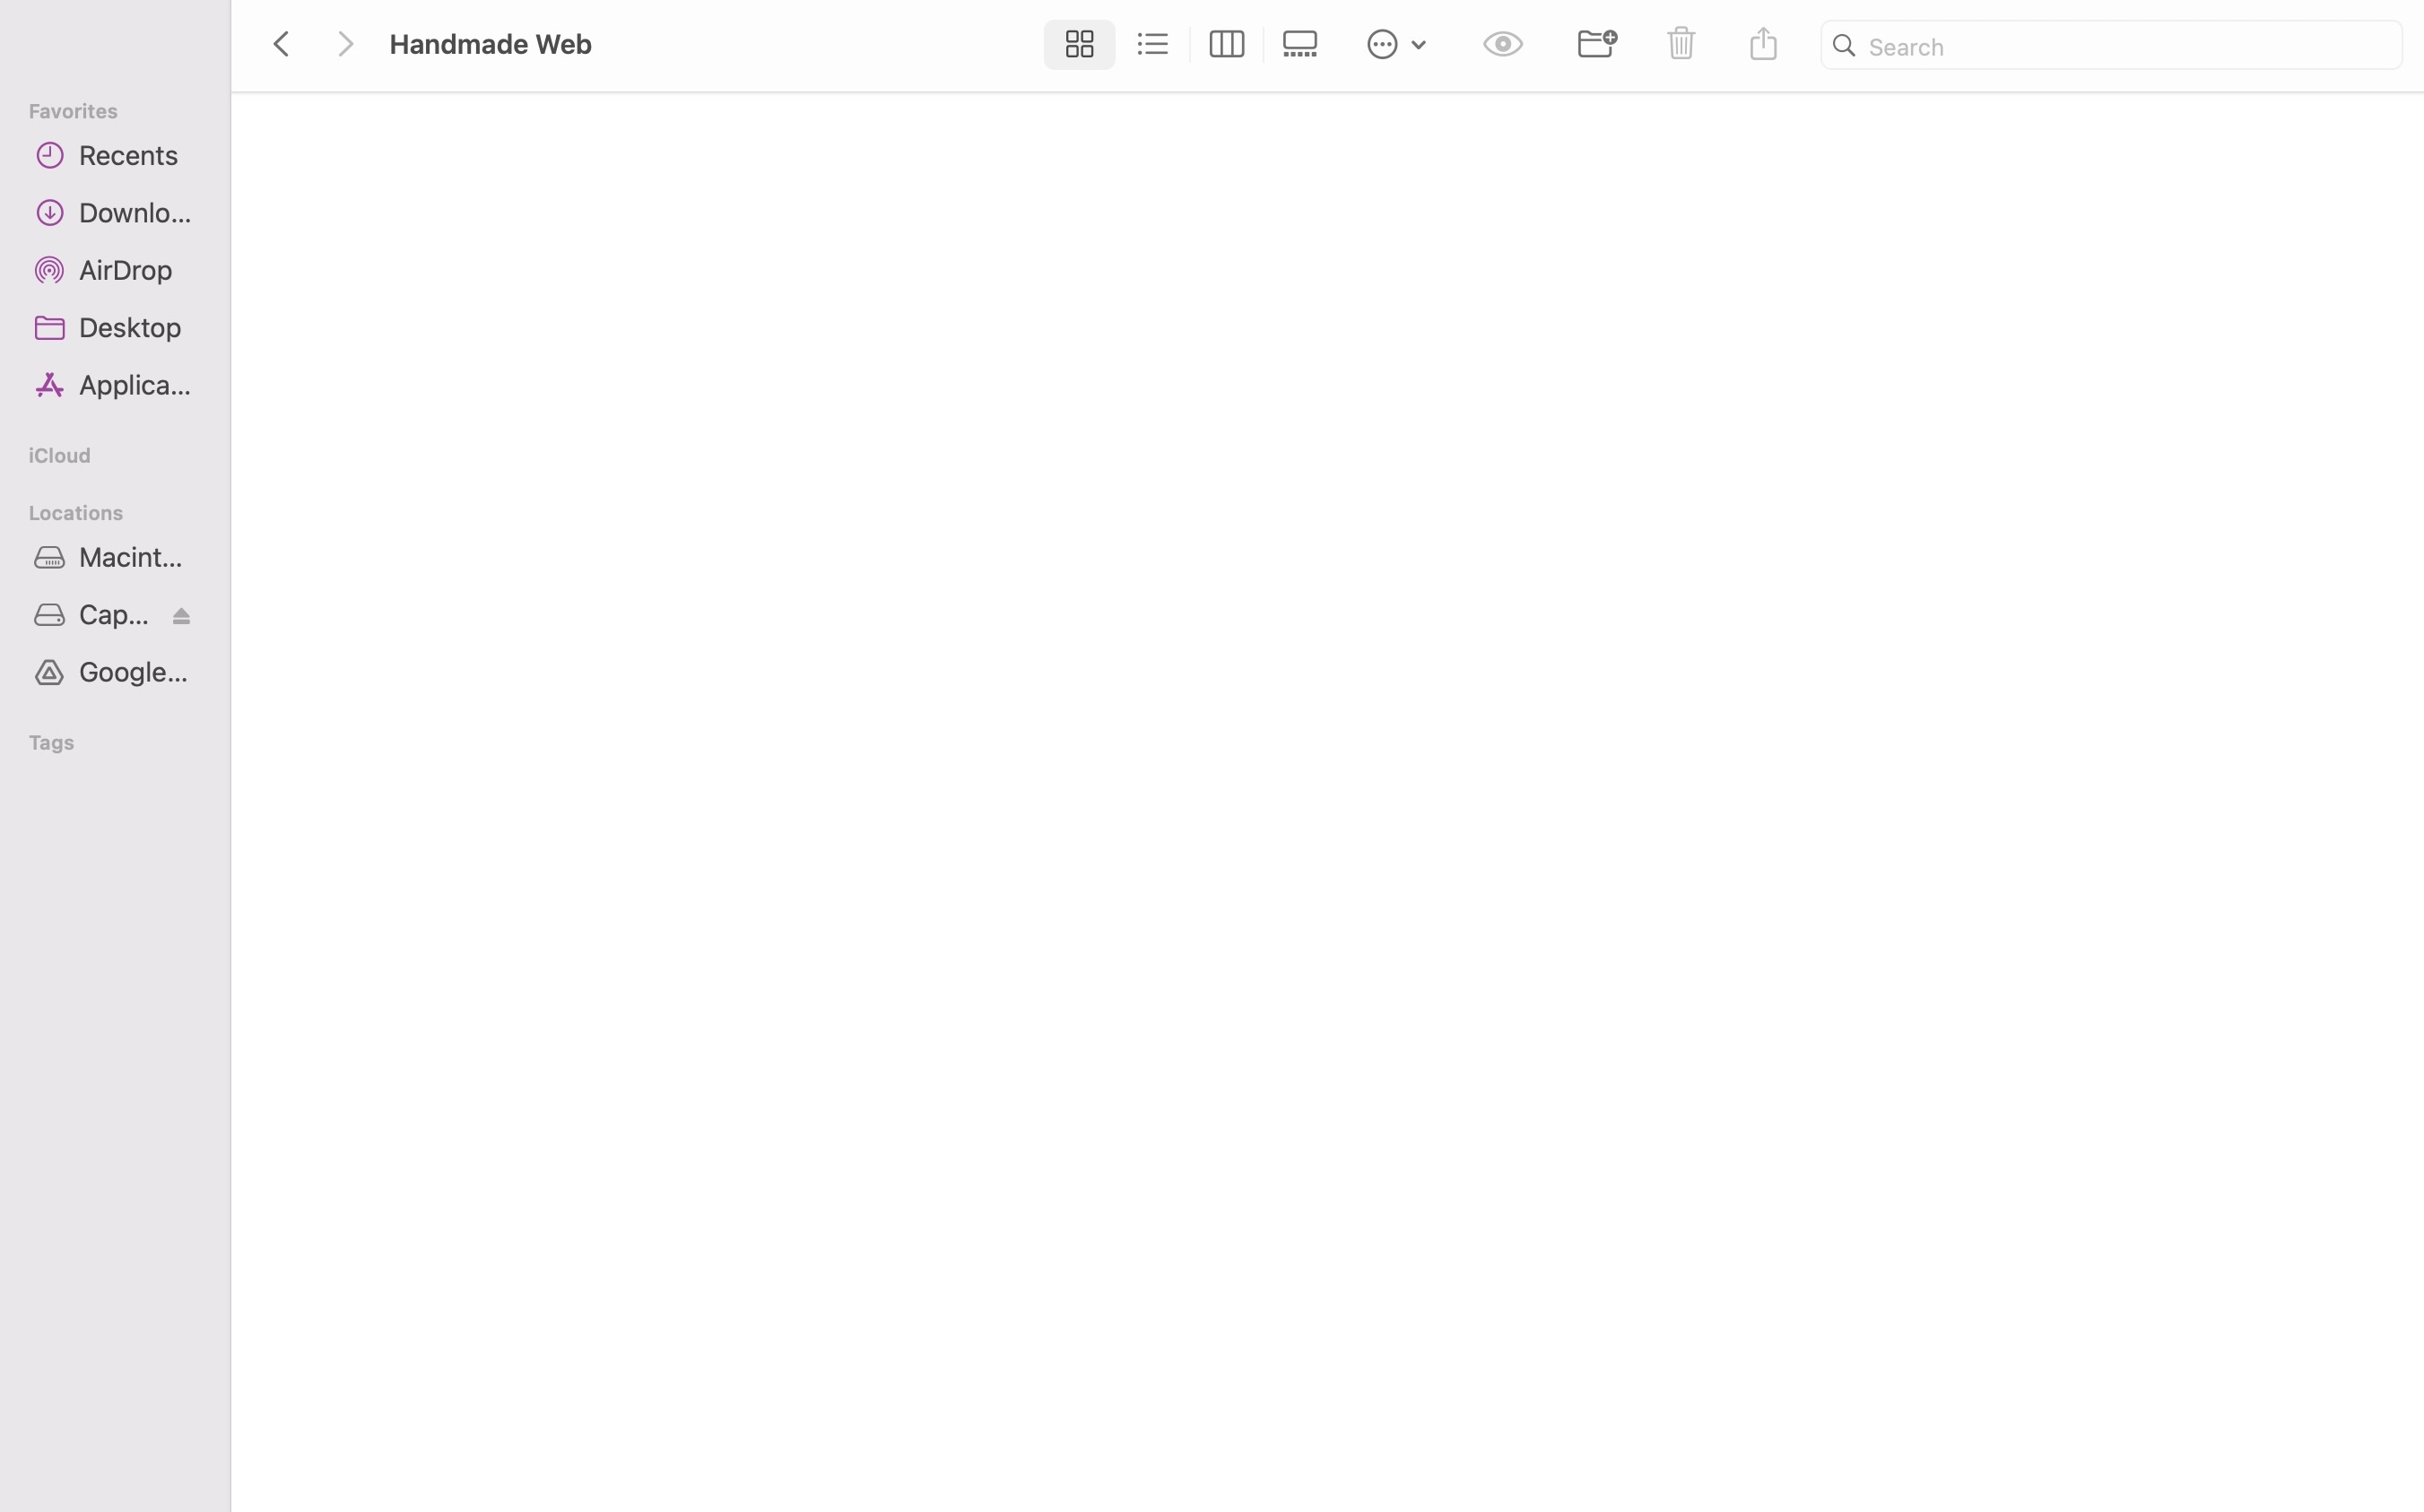 Handmade Web
Search
Favorites
Recents
Downlo...
AirDrop
Desktop
Applica...
iCloud
Locations
Macint...
Cap...
Google...
Tags